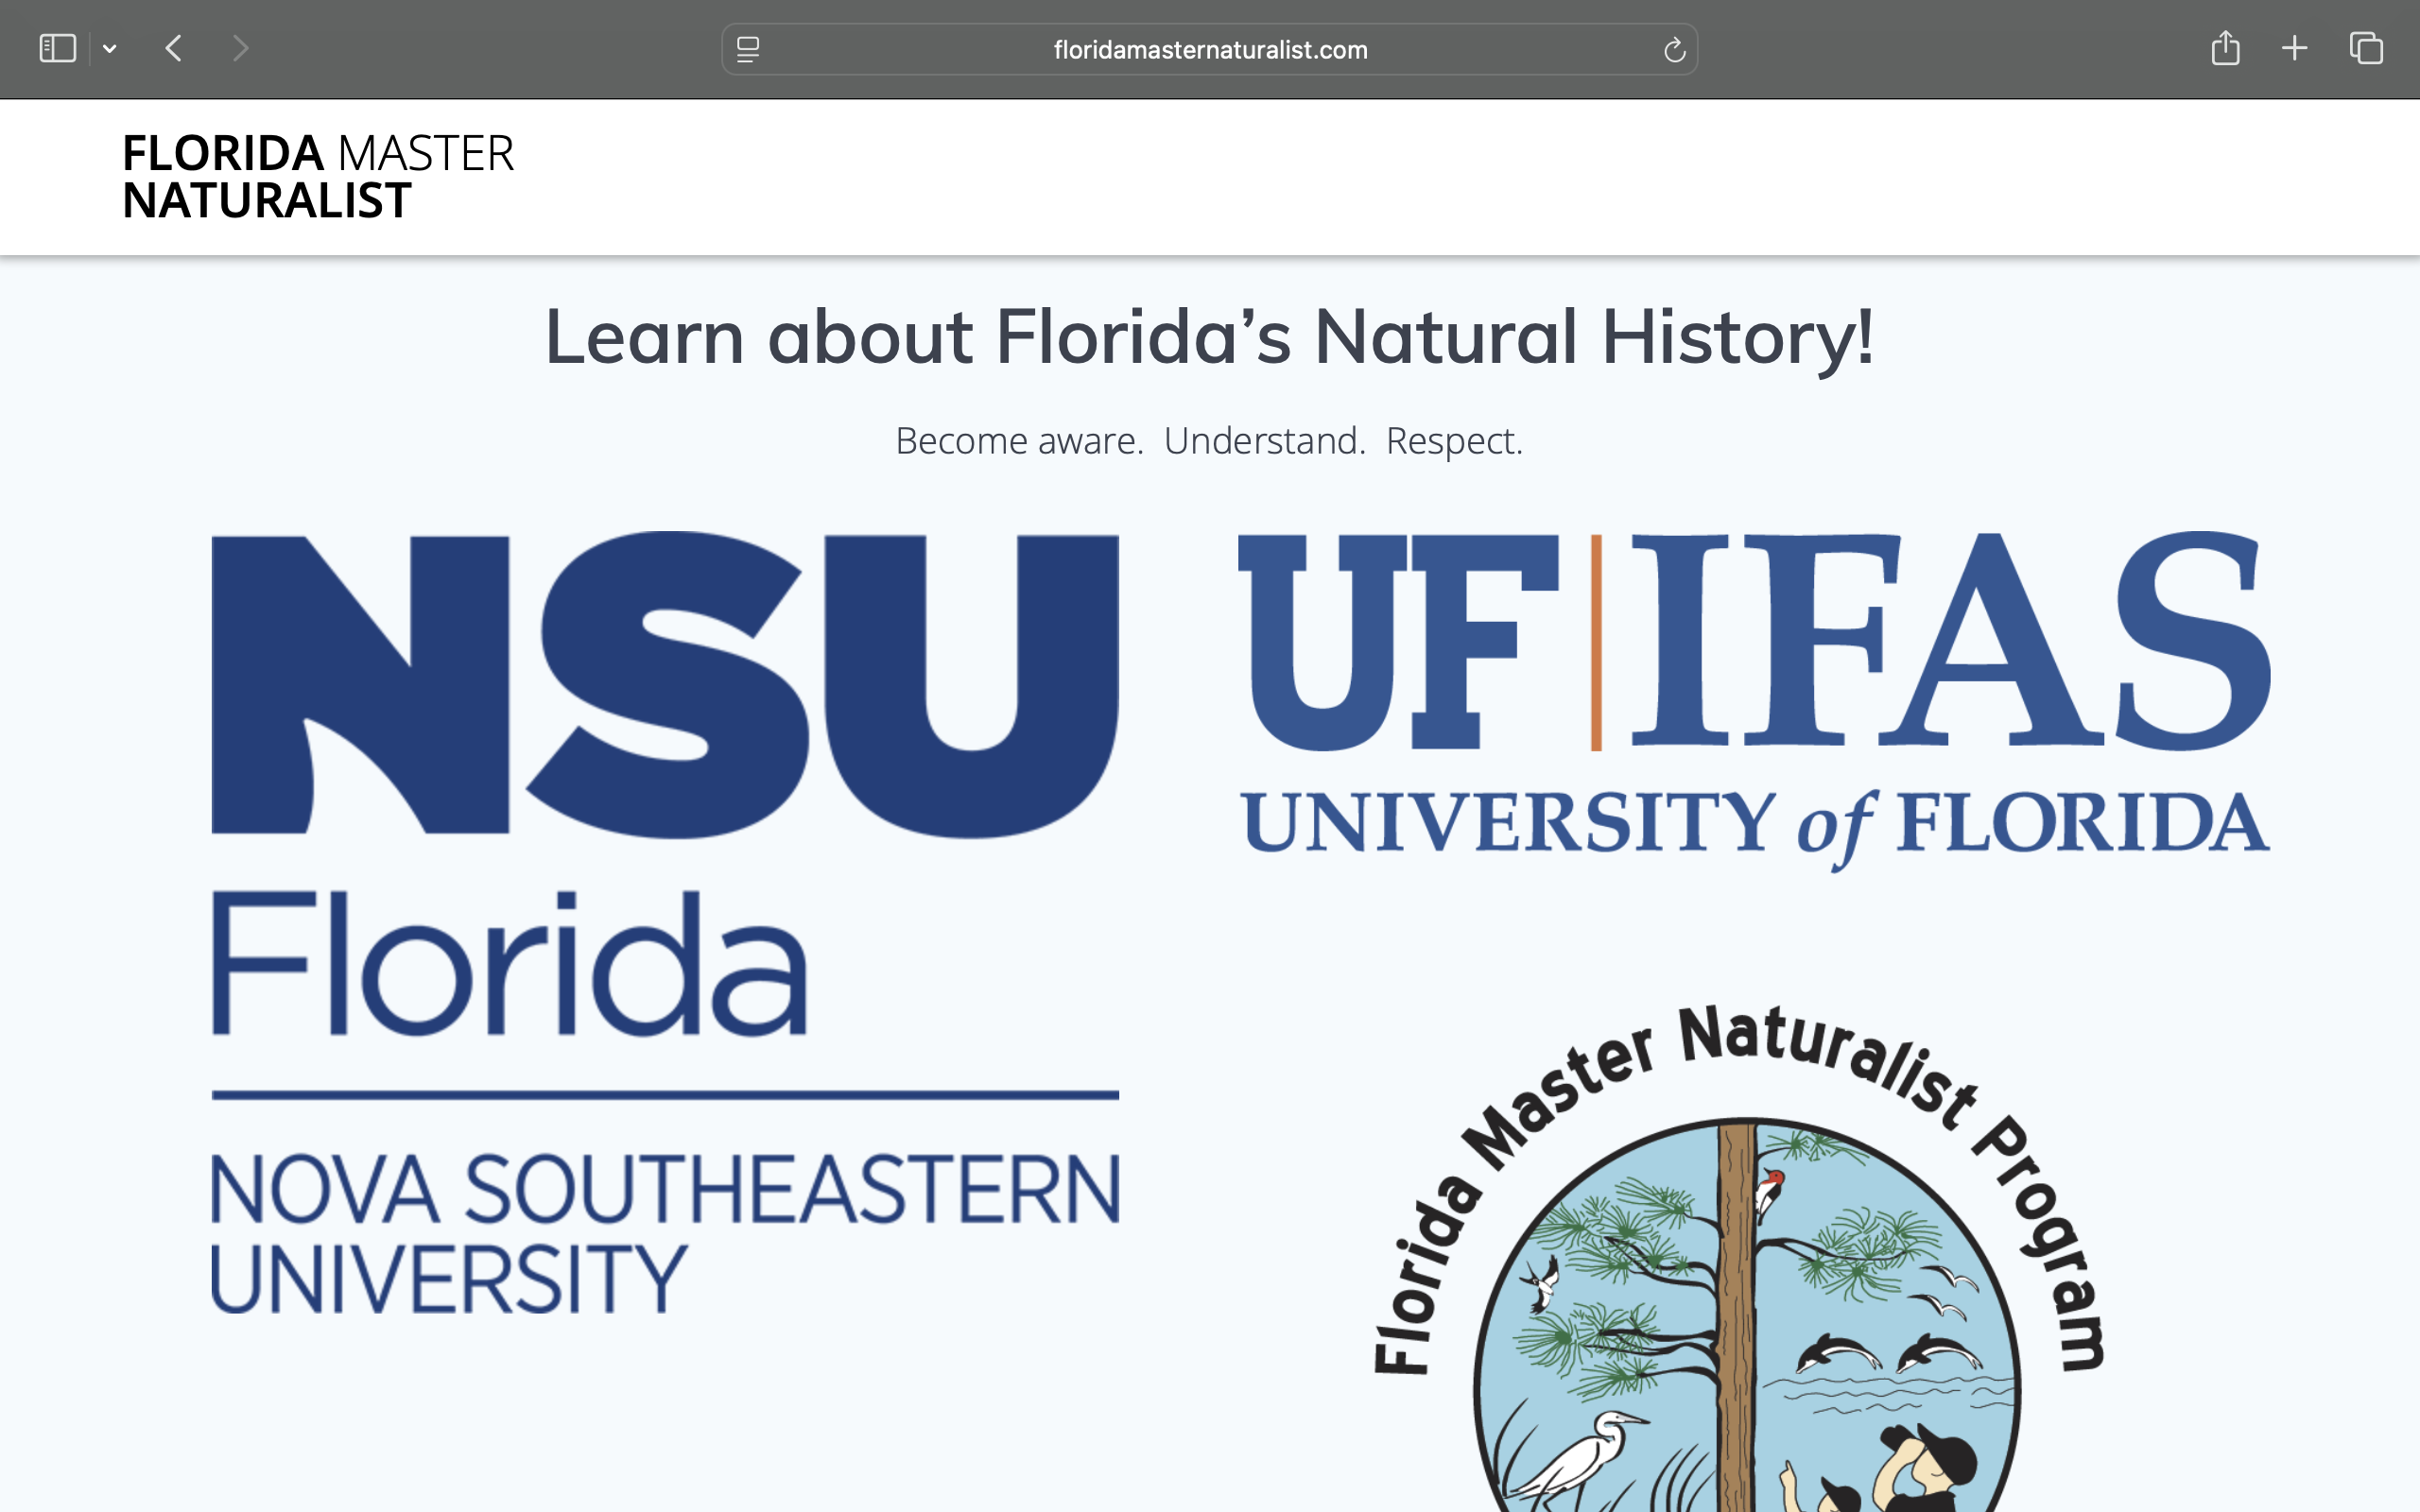 floridamasternaturalist.com
FLORIDA MASTER
NATURALIST
Learn about Florida’s Natural History!
Become aware. Understand. Respect.
NSU
Florida
NOVA SOUTHEASTERN
UNIVERSITY
UF|IFAS
UNIVERSITY of FLORIDA
Florida Master Naturalist Program